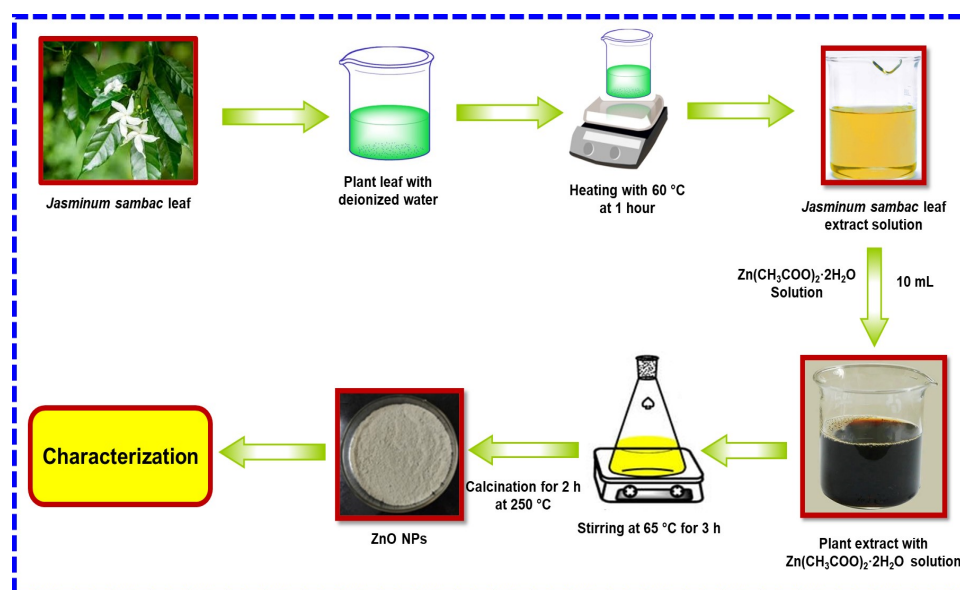 Jasminum sambac leaf
Plant leaf with
deionized water
Heating with 60 °C
at 1 hour
Jasminum sambac leaf
extract solution
Zn(CH₃COO)₂·2H₂O
Solution
10 mL
Plant extract with
Zn(CH₃COO)₂·2H₂O solution
Stirring at 65 °C for 3 h
Calcination for 2 h
at 250 °C
ZnO NPs
Characterization